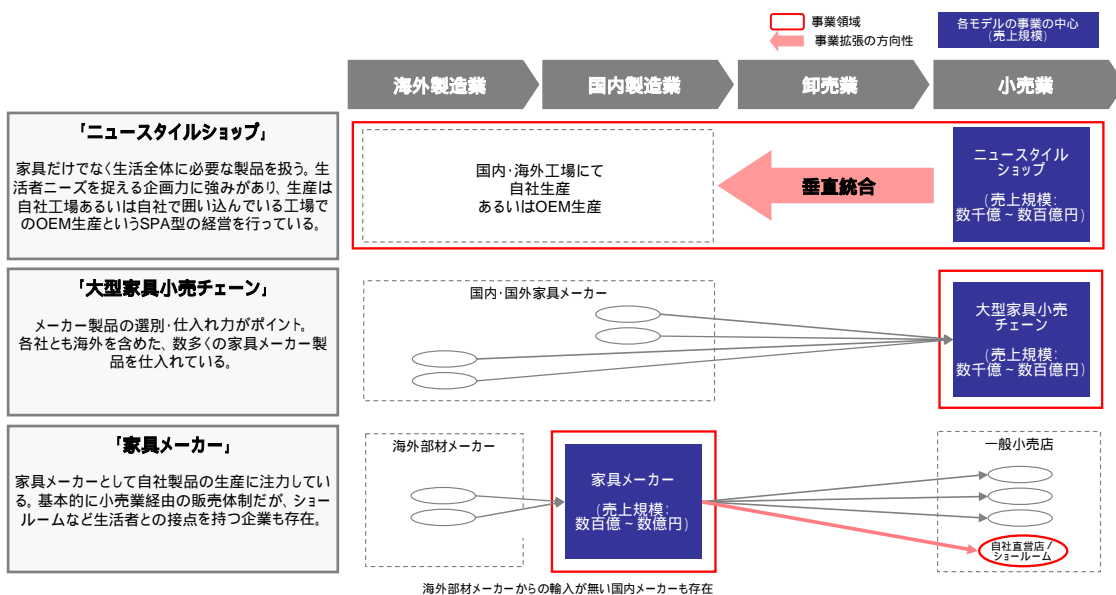 事業領域
事業拡張の方向性
各モデルの事業の中心
(売上規模)
海外製造業
国内製造業
卸売業
小売業
「ニュースタイルショップ」
家具だけでなく生活全体に必要な製品を扱う。生
活者ニーズを捉える企画力に強みがあり、生産は
自社工場あるいは自社で囲い込んでいる工場で
のOEM生産というSPA型の経営を行っている。
国内・海外工場にて
自社生産
あるいはOEM生産
垂直統合
ニュースタイル
ショップ
(売上規模:
数千億~数百億円)
「大型家具小売チェーン」
メーカー製品の選別・仕入れ力がポイント。
各社とも海外を含めた、数多くの家具メーカー製
品を仕入れている。
国内・国外家具メーカー
大型家具小売
チェーン
(売上規模:
数千億~数百億円)
「家具メーカー」
家具メーカーとして自社製品の生産に注力してい
る。基本的に小売業経由の販売体制だが、ショー
ルームなど生活者との接点を持つ企業も存在。
海外部材メーカー
家具メーカー
(売上規模:
数百億~数億円)
一般小売店
自社直営店/
ショールーム
海外部材メーカーからの輸入が無い国内メーカーも存在